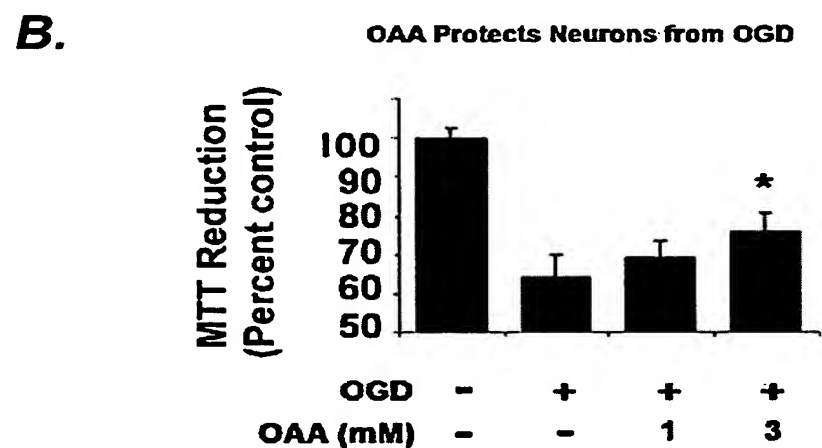 B.
OAA Protects Neurons from OGD
MTT Reduction
(Percent control)
100
90
80
70
60
50
*
OGD - + + +
OAA (mM) - - 1 3